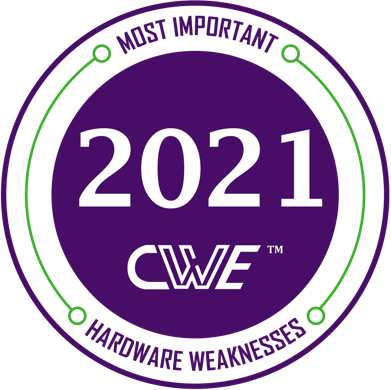 MOST IMPORTANT
2021
CWE™
HARDWARE WEAKNESSES